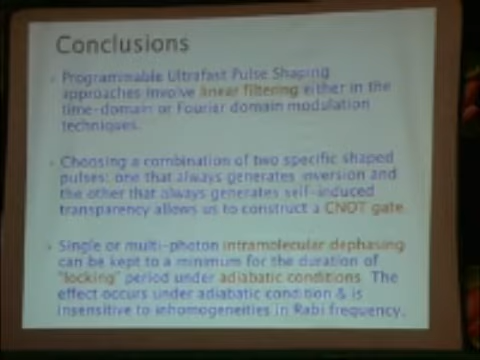 Conclusions
Programmable Ultrafast Pulse Shaping
approaches involve linear filtering either in the
time-domain or Fourier domain modulation
techniques.
Choosing a combination of two specific shaped
pulses: one that always generates inversion and
the other that always generates self-induced
transparency allows us to construct a CNOT gate.
Single or multi-photon intramolecular dephasing
can be kept to a minimum for the duration of
"locking" period under adiabatic conditions. The
effect occurs under adiabatic condition & is
insensitive to inhomogeneities in Rabi frequency.